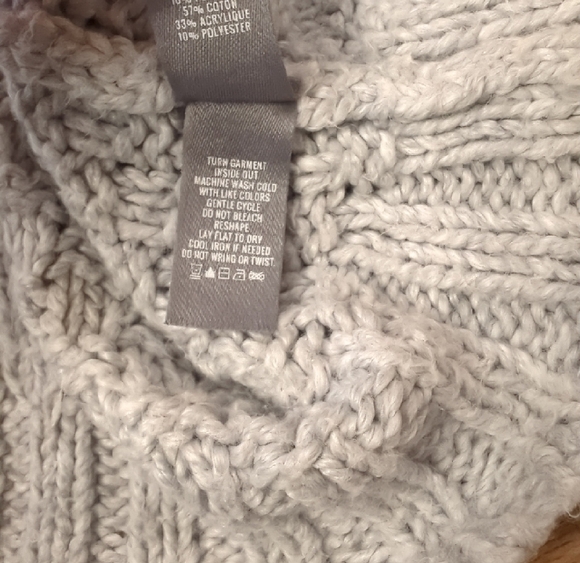 57% COTON
33% ACRYLIQUE
10% POLYESTER
TURN GARMENT
INSIDE OUT
MACHINE WASH COLD
WITH LIKE COLORS
GENTLE CYCLE
DO NOT BLEACH
RESHAPE
LAY FLAT TO DRY
COOL IRON IF NEEDED
DO NOT WRING OR TWIST